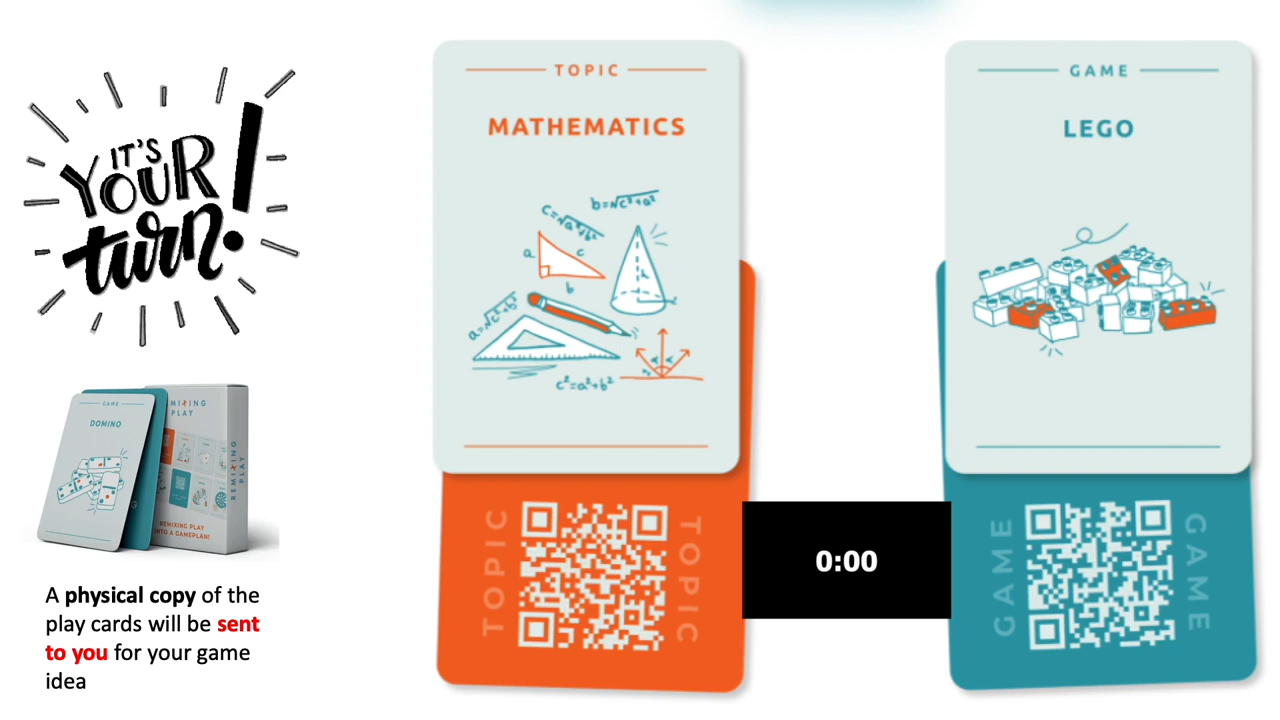 IT'S
YOUR
turn!
GAME
DOMINO
REMIXING
PLAY
REMIXING PLAY
REMIXING PLAY
INTO A GAMEPLAN!
A physical copy of the
play cards will be sent
to you for your game
idea
TOPIC
MATHEMATICS
b=√c²+a²
c=√a²+b²
a
c
b
h
a=√c²+b²
c²=a²+b²
TOPIC
TOPIC
0:00
GAME
LEGO
GAME
GAME